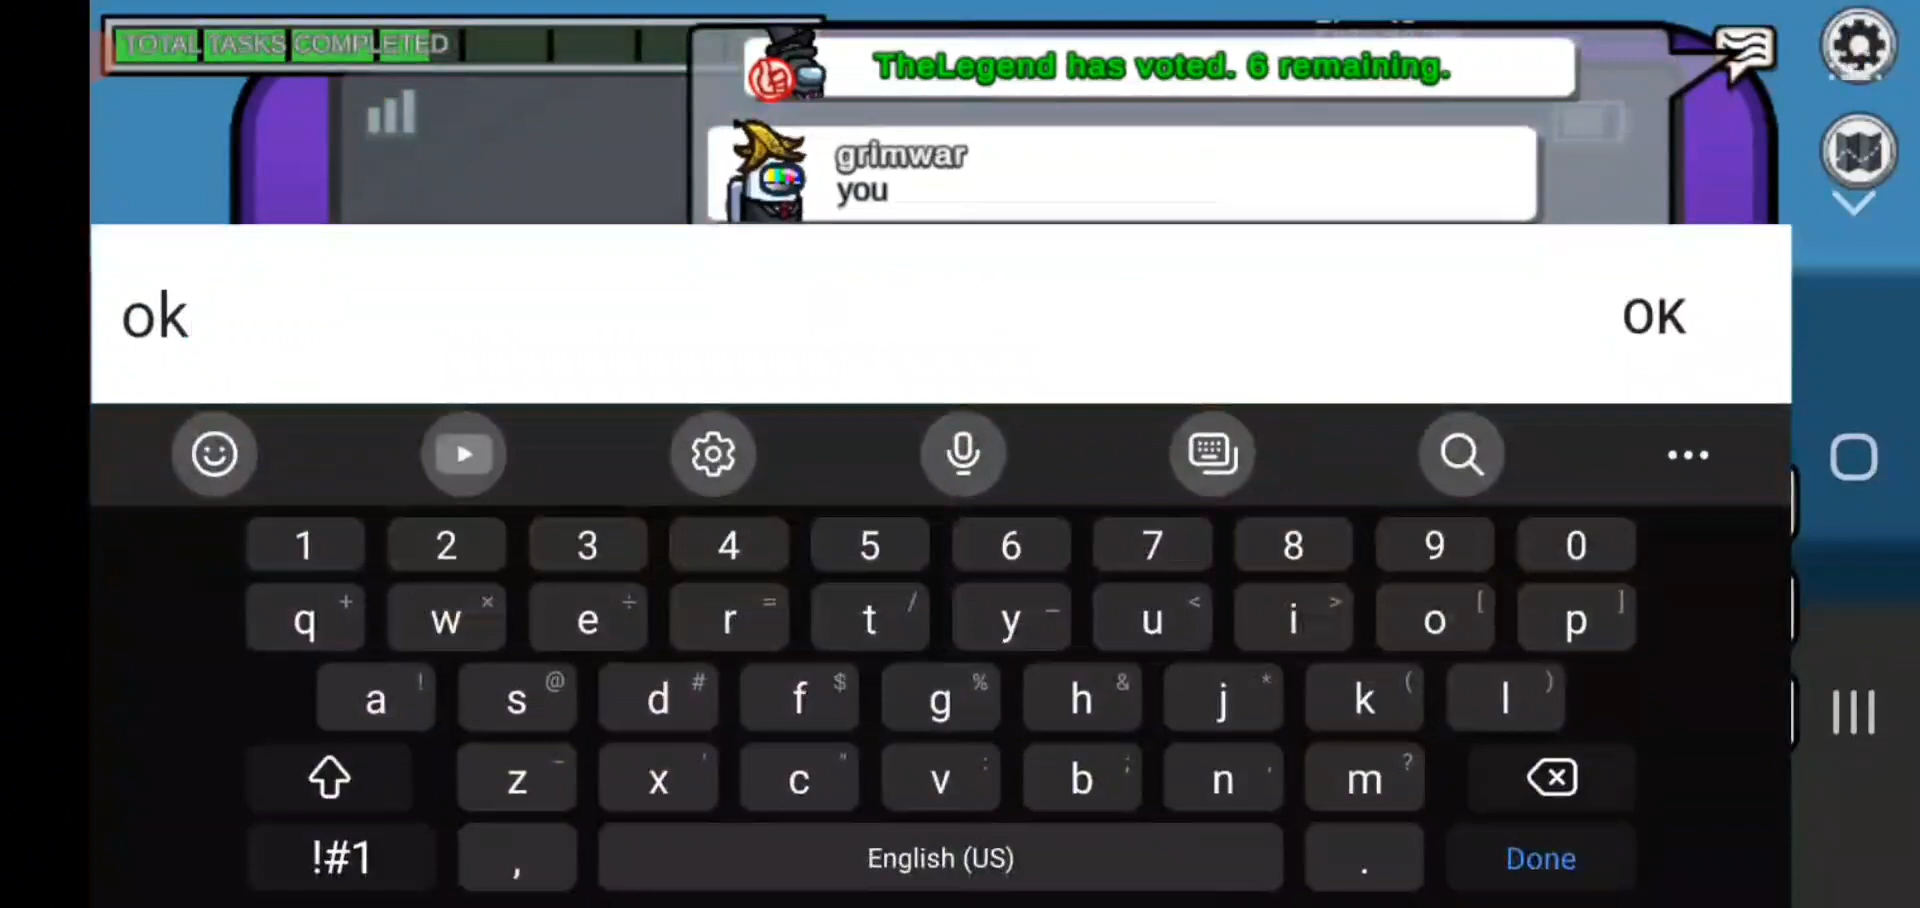 TOTAL TASKS COMPLETED
TheLegend has voted. 6 remaining.
grimwar
you
ok
OK
1 2 3 4 5 6 7 8 9 0
q + w × e ÷ r = t / y _ u < i > o [ p ]
a ! s @ d # f $ g % h & j * k ( l )
z - x ' c " v : b ; n , m ?
!#1 , English (US) . Done